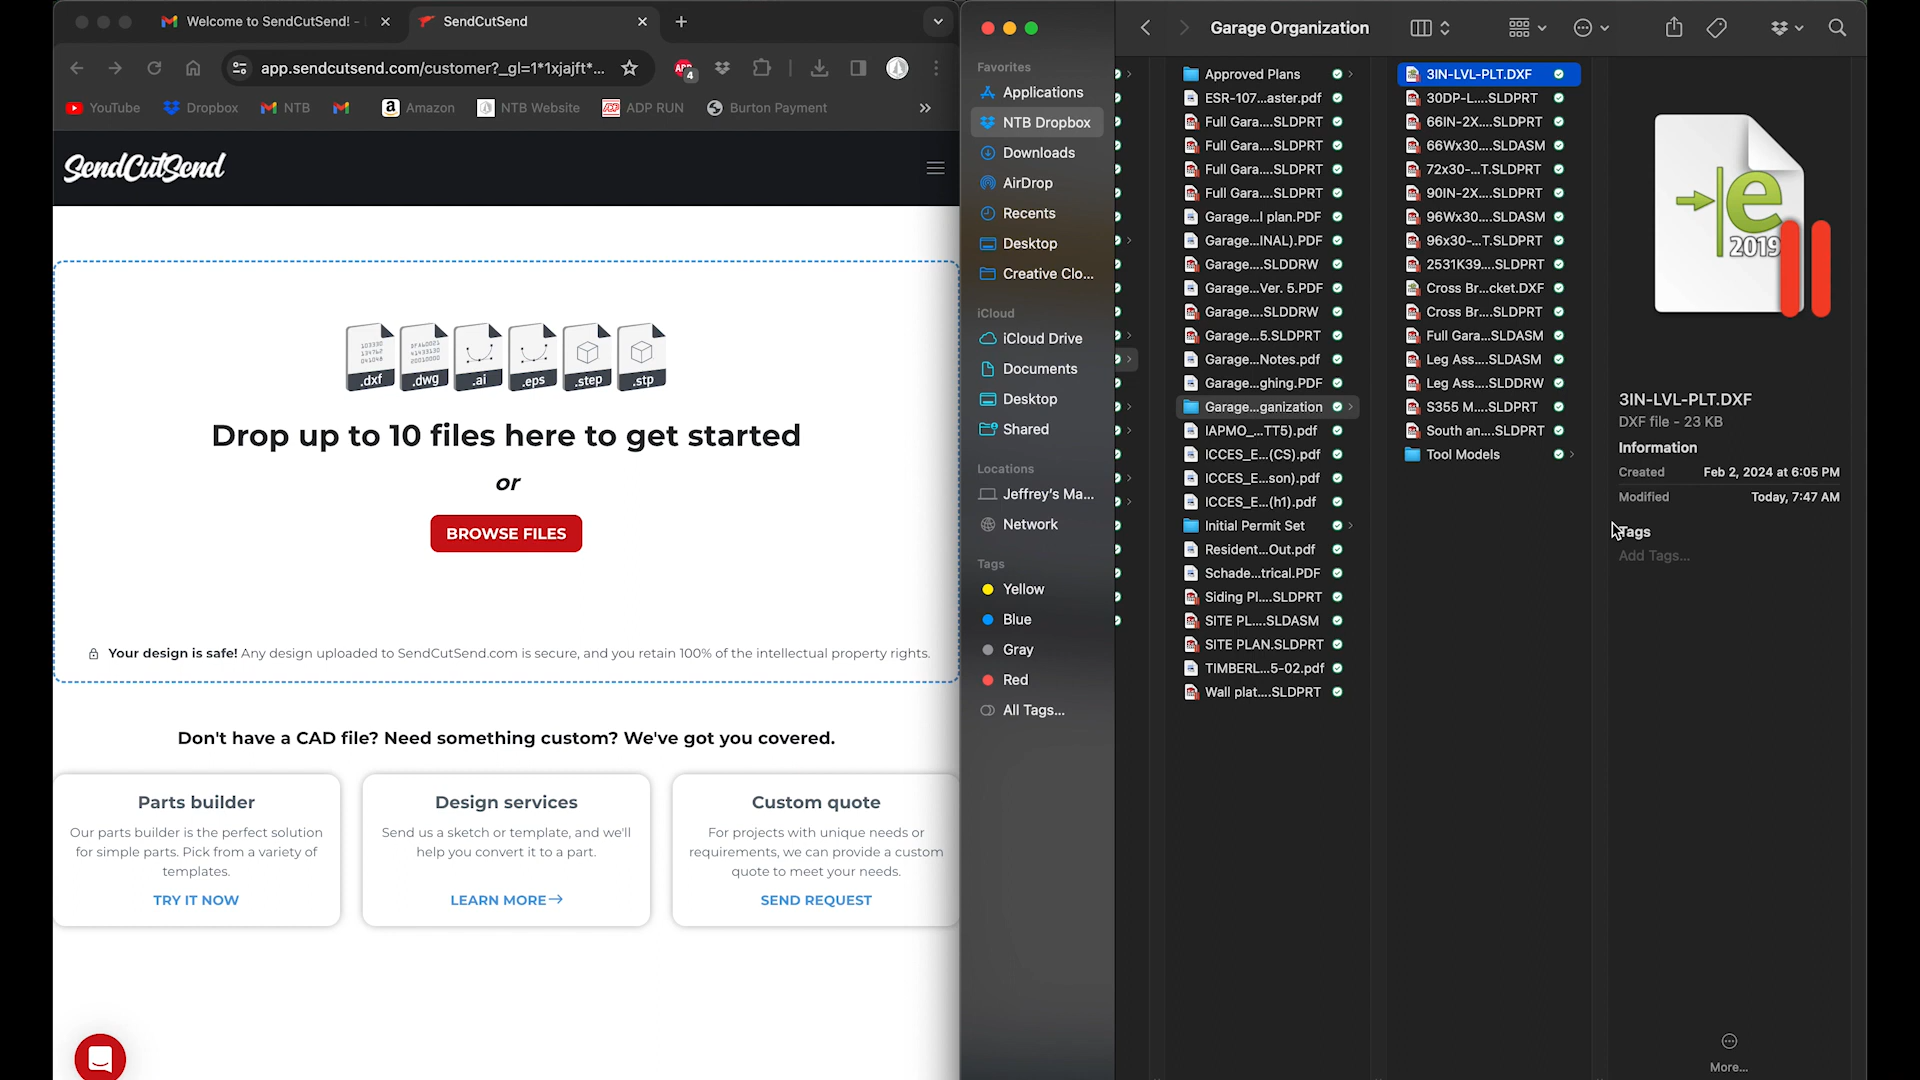 Welcome to SendCutSend! -
SendCutSend
app.sendcutsend.com/customer?_gl=1*1xjajft*...
4
YouTube
Dropbox
NTB
Amazon
NTB Website
ADP RUN
Burton Payment
SendCutSend
.dxf
.dwg
.ai
.eps
.step
.stp
Drop up to 10 files here to get started
or
BROWSE FILES
Your design is safe! Any design uploaded to SendCutSend.com is secure, and you retain 100% of the intellectual property rights.
Don't have a CAD file? Need something custom? We've got you covered.
Parts builder
Our parts builder is the perfect solution
for simple parts. Pick from a variety of
templates.
TRY IT NOW
Design services
Send us a sketch or template, and we'll
help you convert it to a part.
LEARN MORE
Custom quote
For projects with unique needs or
requirements, we can provide a custom
quote to meet your needs.
SEND REQUEST
Garage Organization
Favorites
Applications
NTB Dropbox
Downloads
AirDrop
Recents
Desktop
Creative Clo...
iCloud
iCloud Drive
Documents
Desktop
Shared
Locations
Jeffrey's Ma...
Network
Tags
Yellow
Blue
Gray
Red
All Tags...
Approved Plans
ESR-107...aster.pdf
Full Gara....SLDPRT
Full Gara....SLDPRT
Full Gara....SLDPRT
Full Gara....SLDPRT
Garage...l plan.PDF
Garage...INAL).PDF
Garage....SLDDRW
Garage...Ver. 5.PDF
Garage....SLDDRW
Garage...5.SLDPRT
Garage...Notes.pdf
Garage...ghing.PDF
Garage...ganization
IAPMO_...TT5).pdf
ICCES_E...(CS).pdf
ICCES_E...son).pdf
ICCES_E...(h1).pdf
Initial Permit Set
Resident...Out.pdf
Schade...trical.PDF
Siding Pl....SLDPRT
SITE PL....SLDASM
SITE PLAN.SLDPRT
TIMBERL...5-02.pdf
Wall plat....SLDPRT
3IN-LVL-PLT.DXF
30DP-L....SLDPRT
66IN-2X....SLDPRT
66Wx30....SLDASM
72x30-...T.SLDPRT
90IN-2X....SLDPRT
96Wx30....SLDASM
96x30-...T.SLDPRT
2531K39....SLDPRT
Cross Br...cket.DXF
Cross Br....SLDPRT
Full Gara....SLDASM
Leg Ass....SLDASM
Leg Ass....SLDDRW
S355 M....SLDPRT
South an....SLDPRT
Tool Models
e
2019
3IN-LVL-PLT.DXF
DXF file - 23 KB
Information
Created Feb 2, 2024 at 6:05 PM
Modified Today, 7:47 AM
Tags
Add Tags...
More...